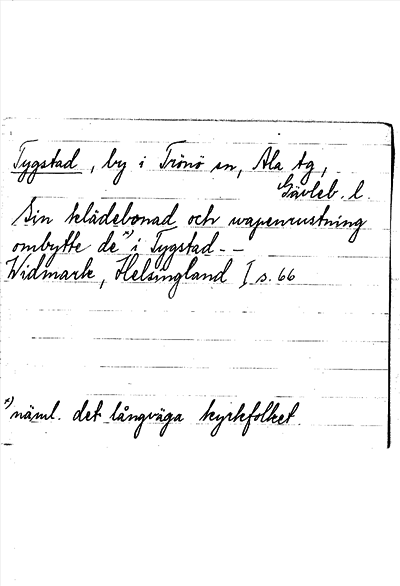 Tygstad, by i Trönö sn, Ala tg,
Gävleb. l.
Sin klädebonad och wapenrustning
ombytte de x) i Tygstad - -
Widmark, Helsingland I s. 66
x) näml. det långväga kyrkfolket.